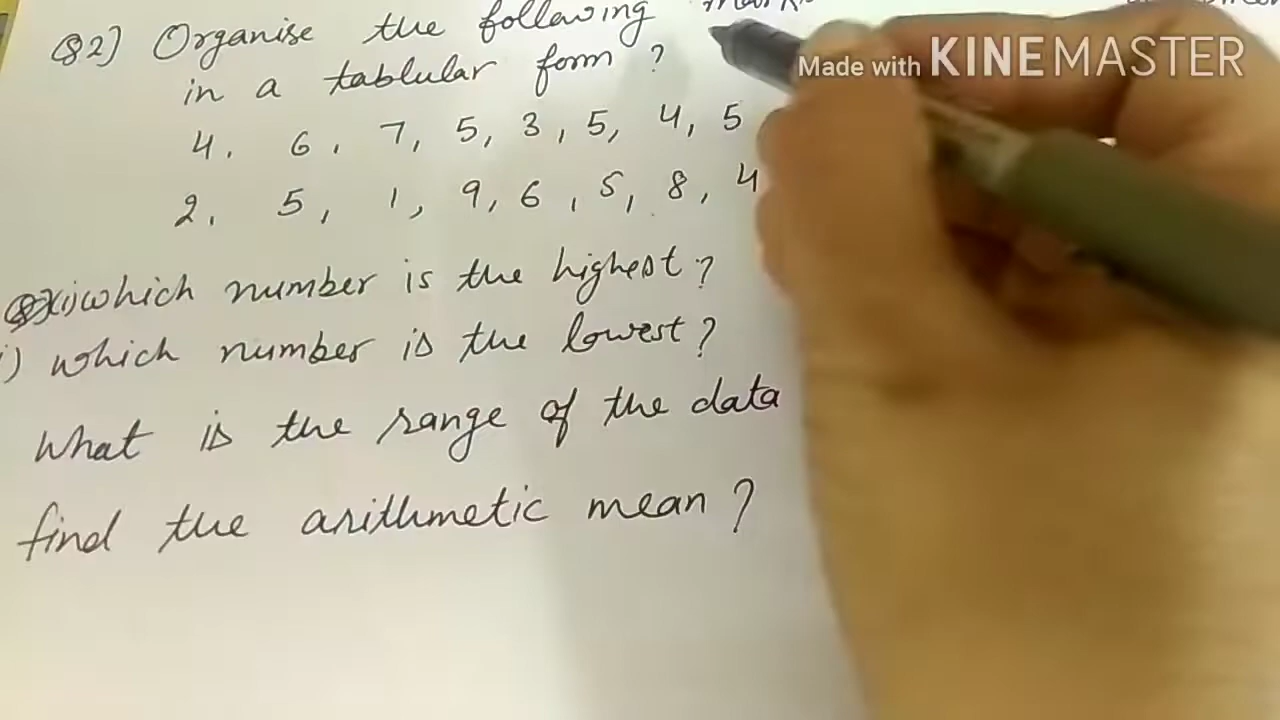 Q2) Organise the following
in a tablular form ?
4. 6, 7, 5, 3, 5, 4, 5
2. 5, 1, 9, 6, 5, 8, 4
i) which number is the highest ?
i) which number is the lowest ?
What is the range of the data
find the arithmetic mean ?
Made with KINEMASTER